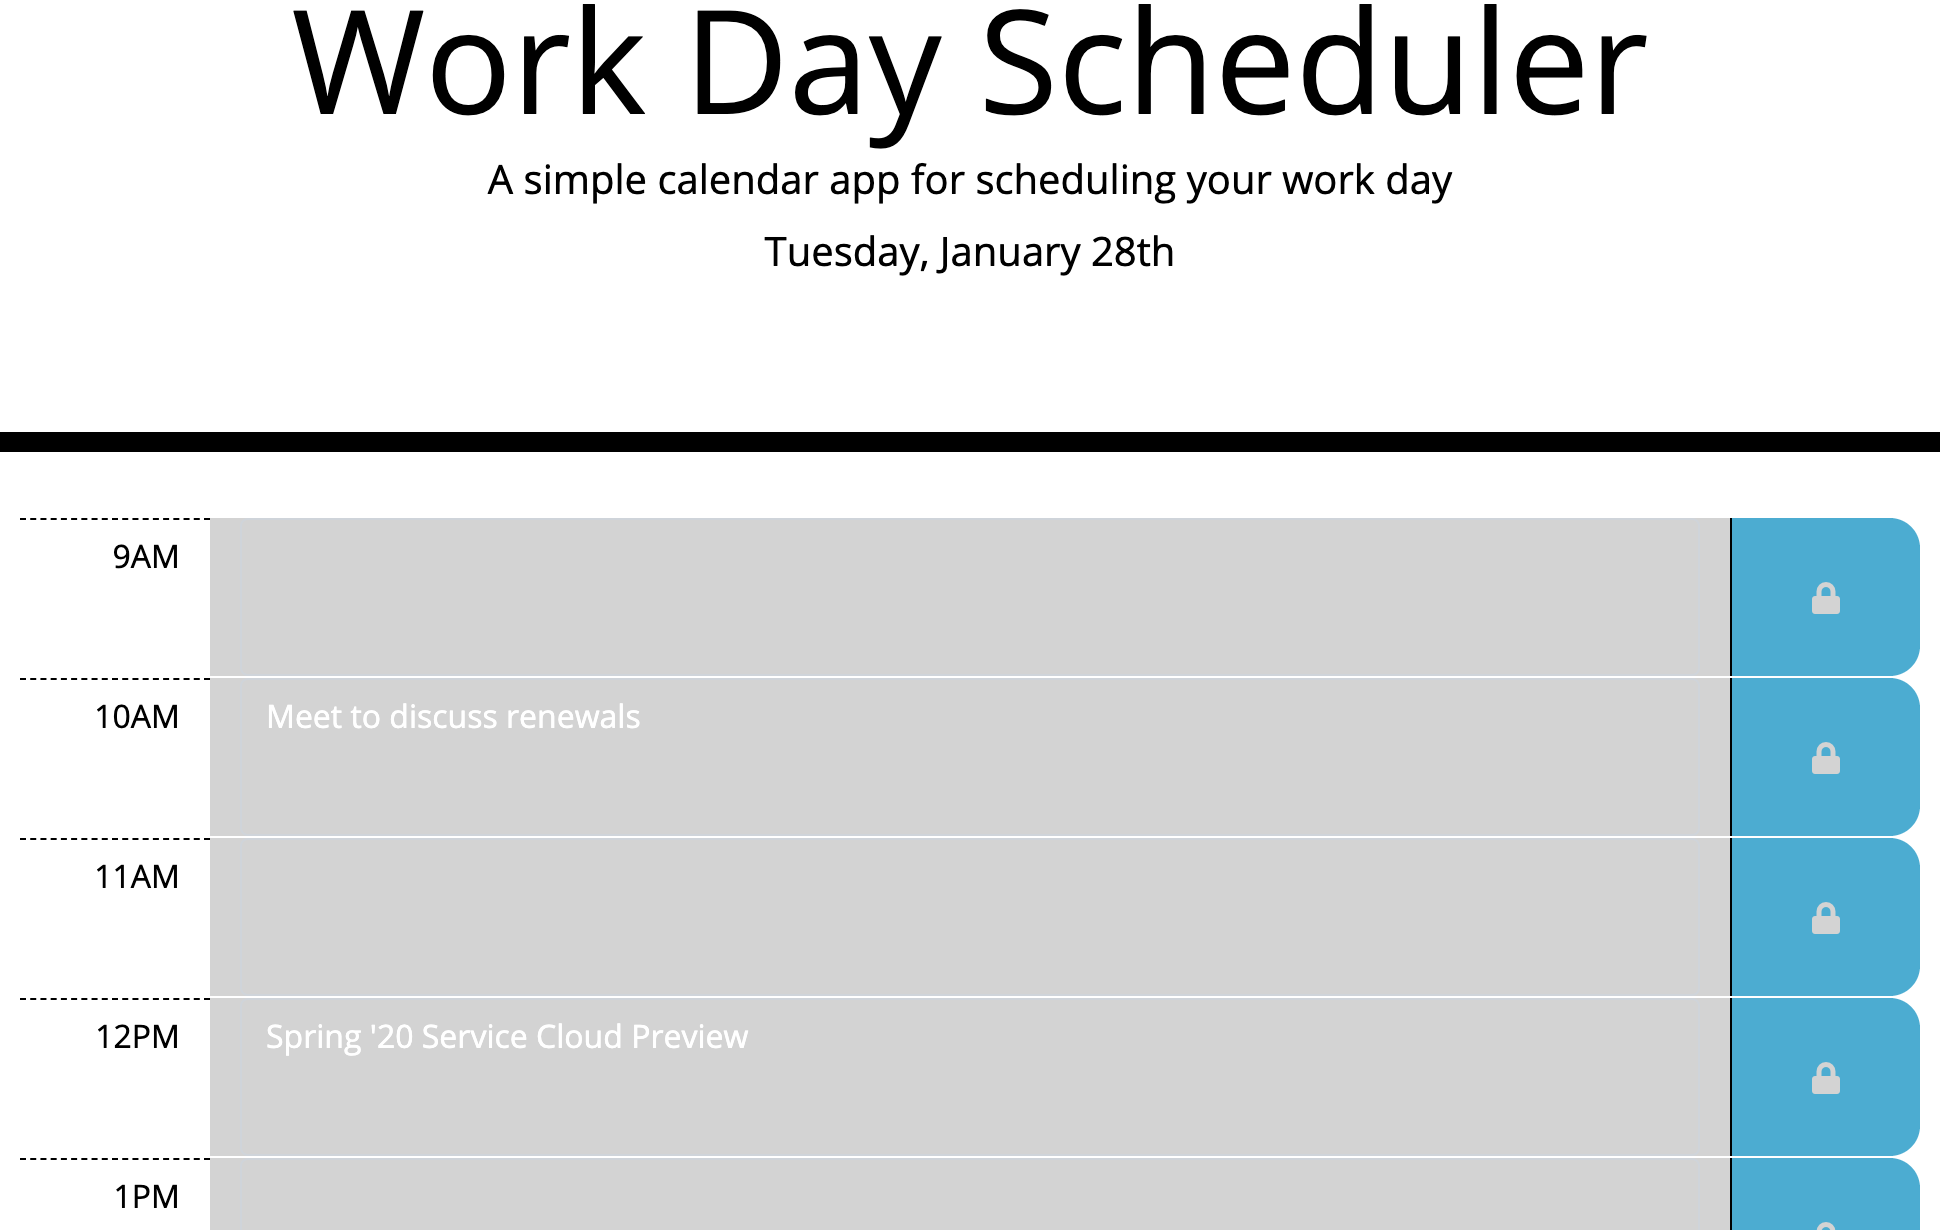 Work Day Scheduler
A simple calendar app for scheduling your work day
Tuesday, January 28th
9AM
10AM
Meet to discuss renewals
11AM
12PM
Spring '20 Service Cloud Preview
1PM